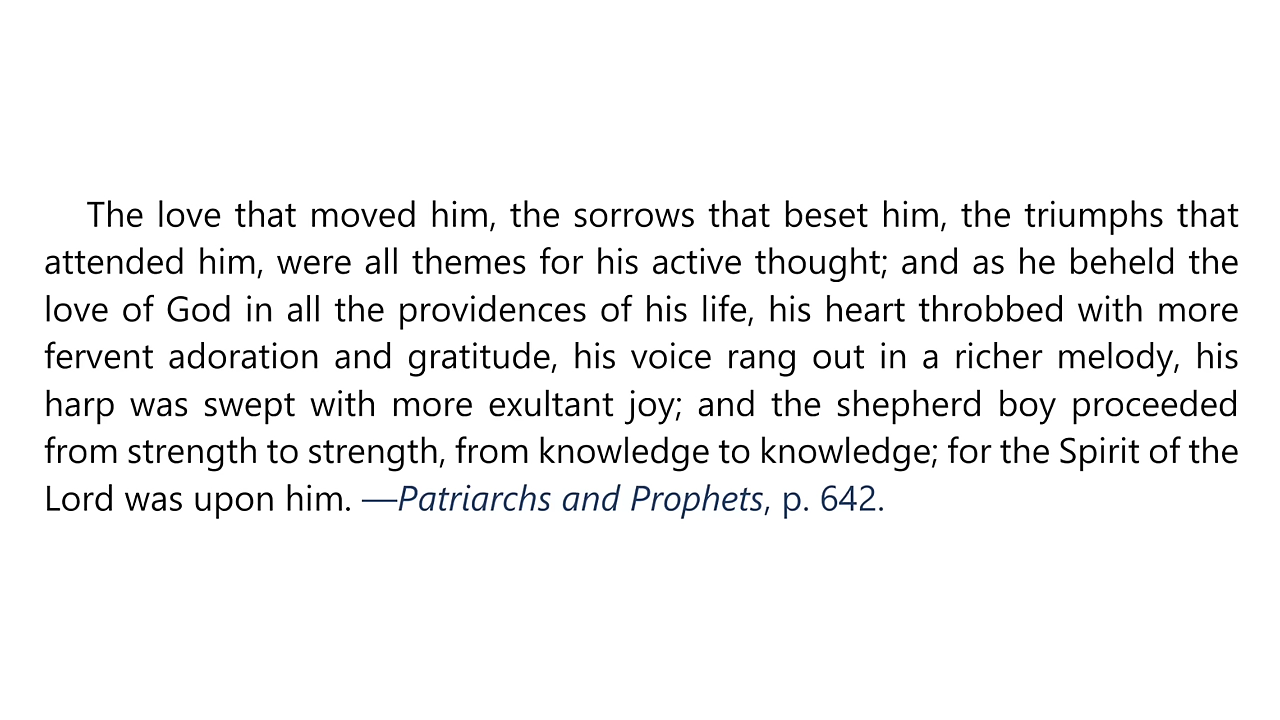 The love that moved him, the sorrows that beset him, the triumphs that
attended him, were all themes for his active thought; and as he beheld the
love of God in all the providences of his life, his heart throbbed with more
fervent adoration and gratitude, his voice rang out in a richer melody, his
harp was swept with more exultant joy; and the shepherd boy proceeded
from strength to strength, from knowledge to knowledge; for the Spirit of the
Lord was upon him. —Patriarchs and Prophets, p. 642.